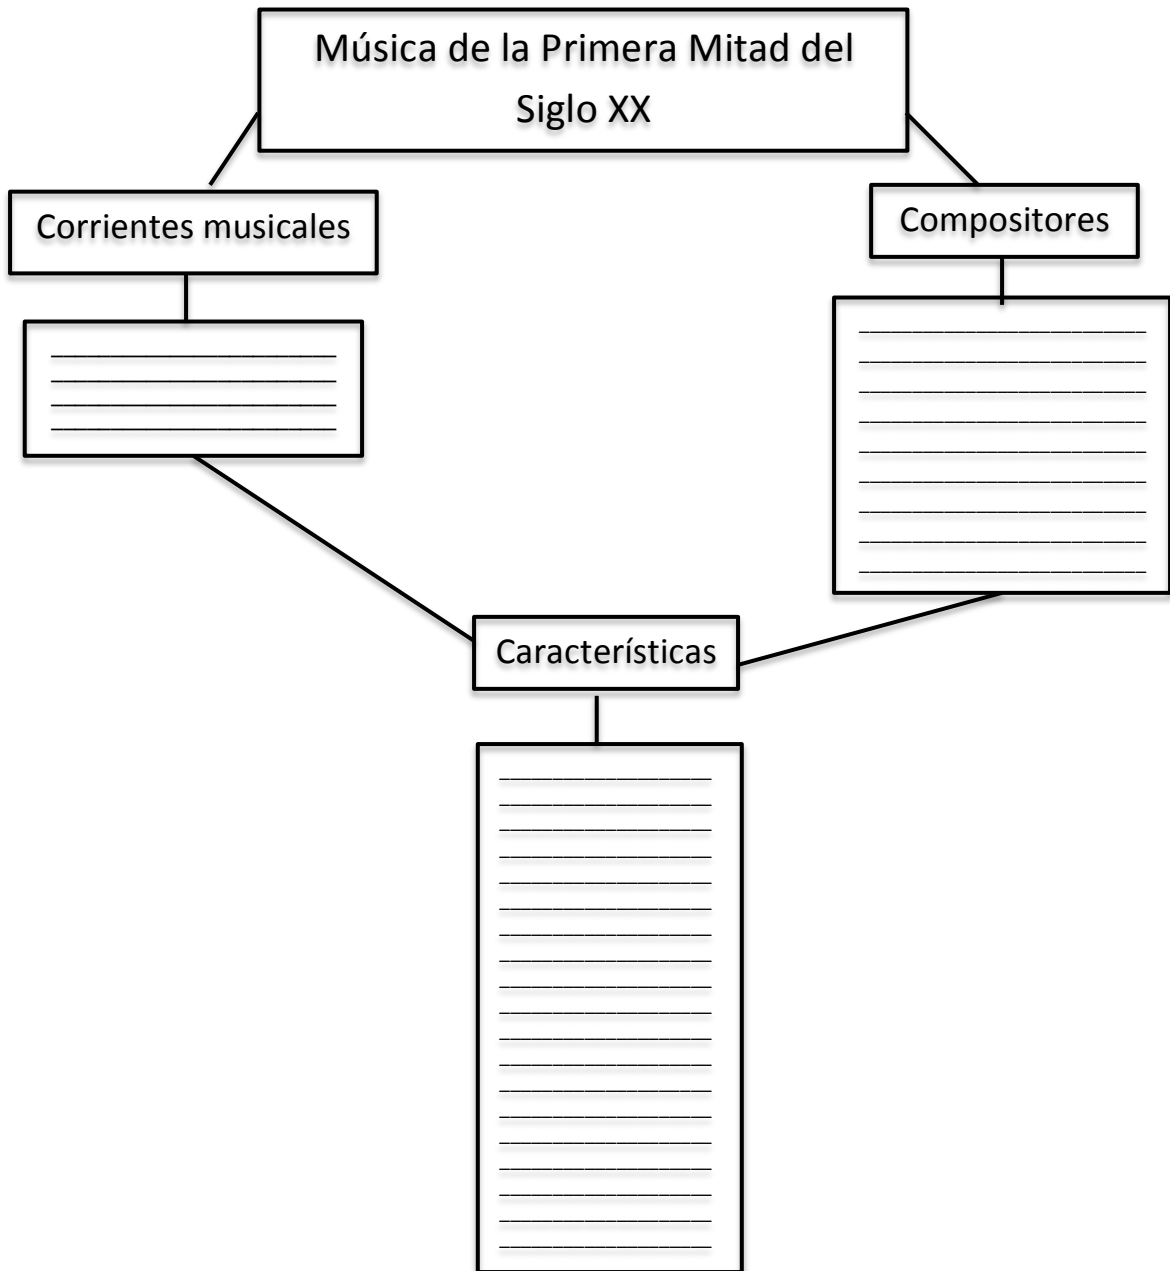 Música de la Primera Mitad del
Siglo XX
Corrientes musicales
Compositores
Características